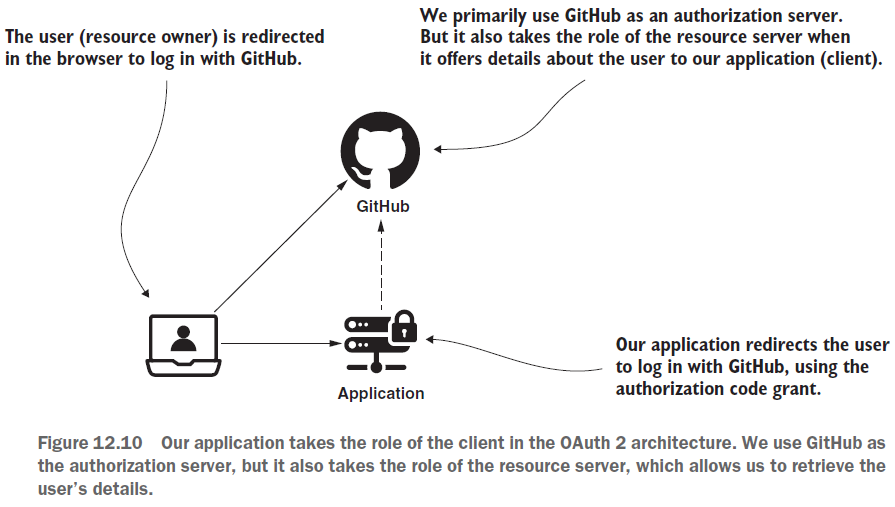 The user (resource owner) is redirected
in the browser to log in with GitHub.
We primarily use GitHub as an authorization server.
But it also takes the role of the resource server when
it offers details about the user to our application (client).
GitHub
Application
Our application redirects the user
to log in with GitHub, using the
authorization code grant.
Figure 12.10 Our application takes the role of the client in the OAuth 2 architecture. We use GitHub as
the authorization server, but it also takes the role of the resource server, which allows us to retrieve the
user's details.